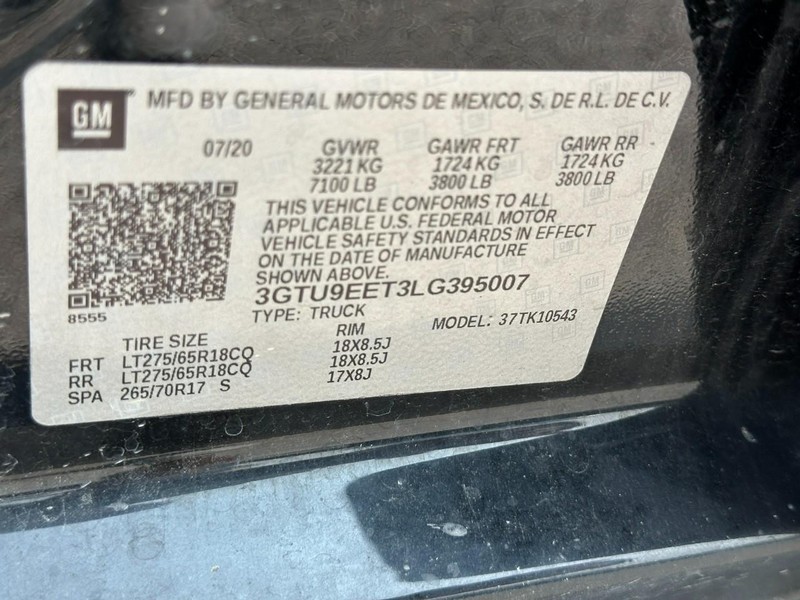 GM MFD BY GENERAL MOTORS DE MEXICO, S. DE R.L. DE C.V.
07/20 GVWR GAWR FRT GAWR RR
3221 KG 1724 KG 1724 KG
7100 LB 3800 LB 3800 LB
THIS VEHICLE CONFORMS TO ALL
APPLICABLE U.S. FEDERAL MOTOR
VEHICLE SAFETY STANDARDS IN EFFECT
ON THE DATE OF MANUFACTURE
SHOWN ABOVE
3GTU9EET3LG395007
8555
TYPE: TRUCK MODEL: 37TK10543
TIRE SIZE RIM
FRT LT275/65R18CQ 18X8.5J
RR LT275/65R18CQ 18X8.5J
SPA 265/70R17 S 17X8J